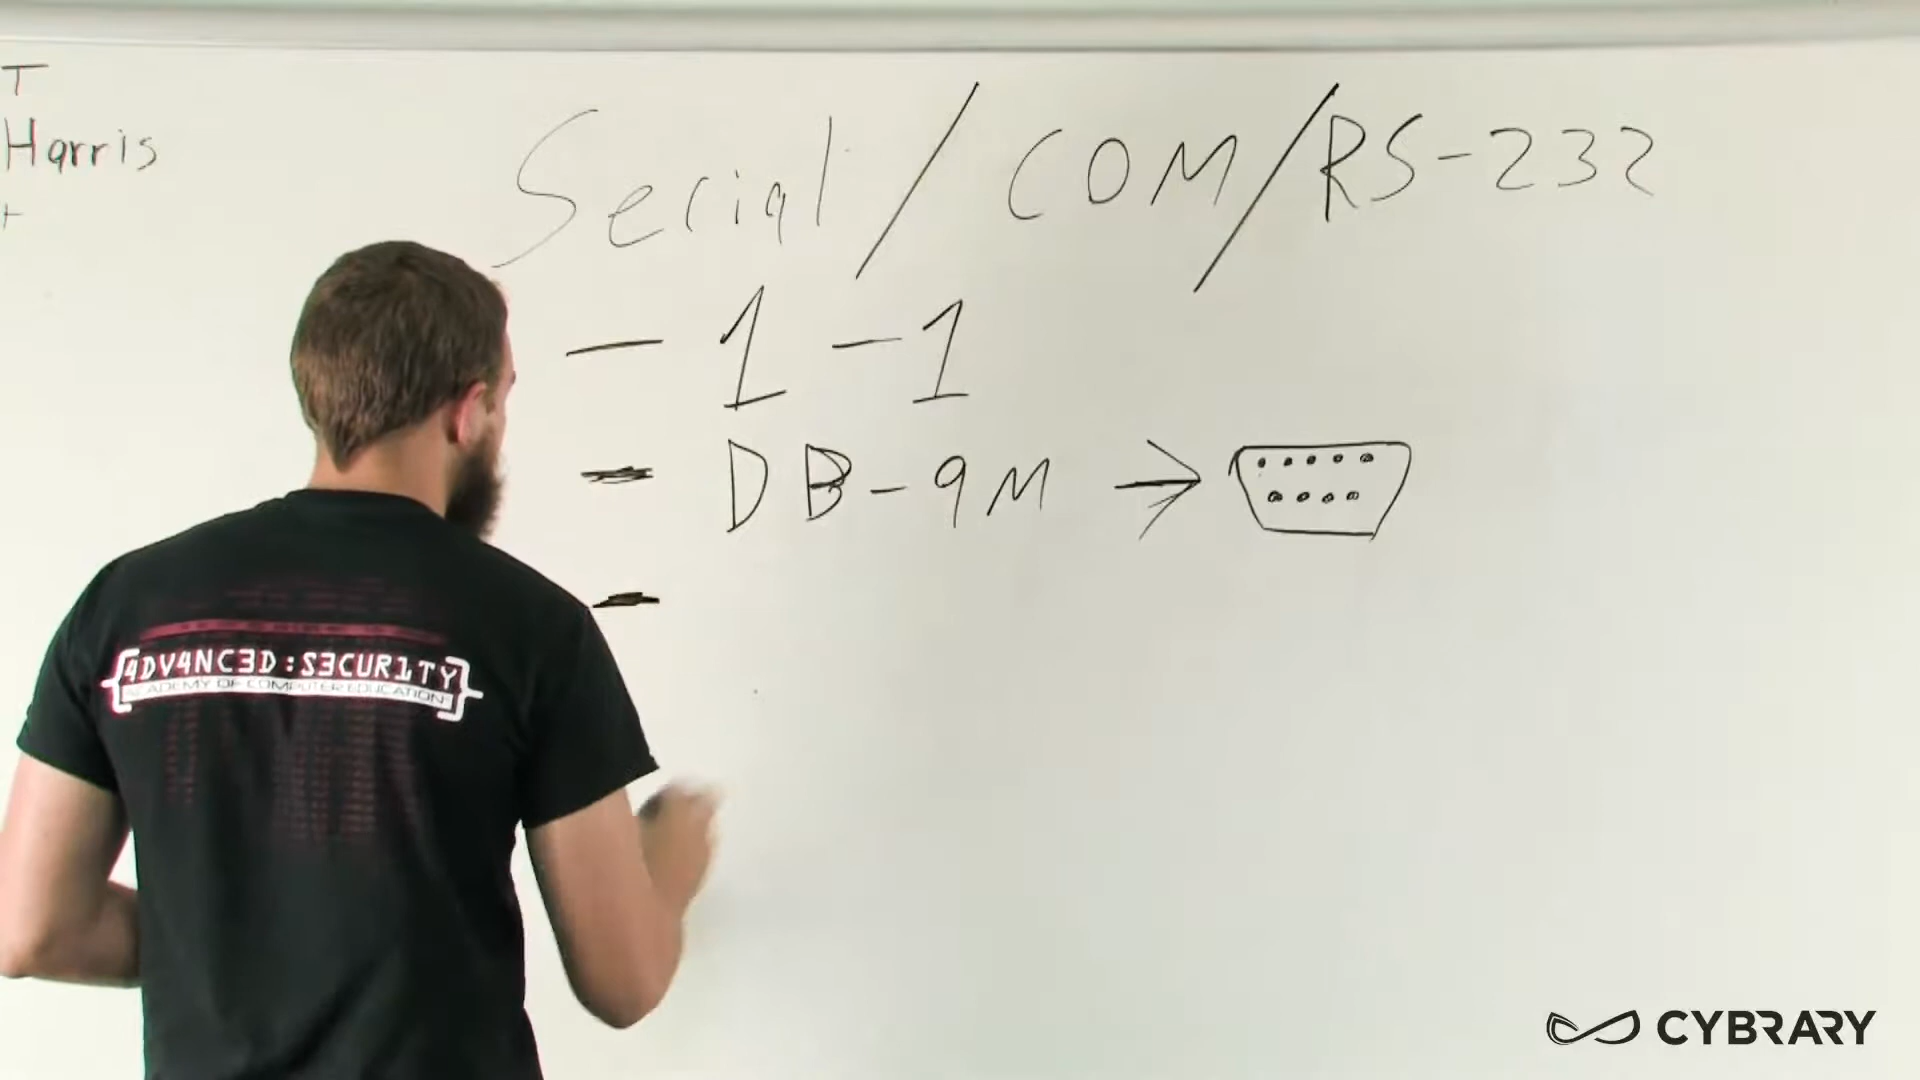 T
Harris
Serial/COM/RS-232
- 1-1
- DB-9M →
-
4DV4NC3D:S3CUR1TY
ACADEMY OF COMPUTER EDUCATION
CYBRARY